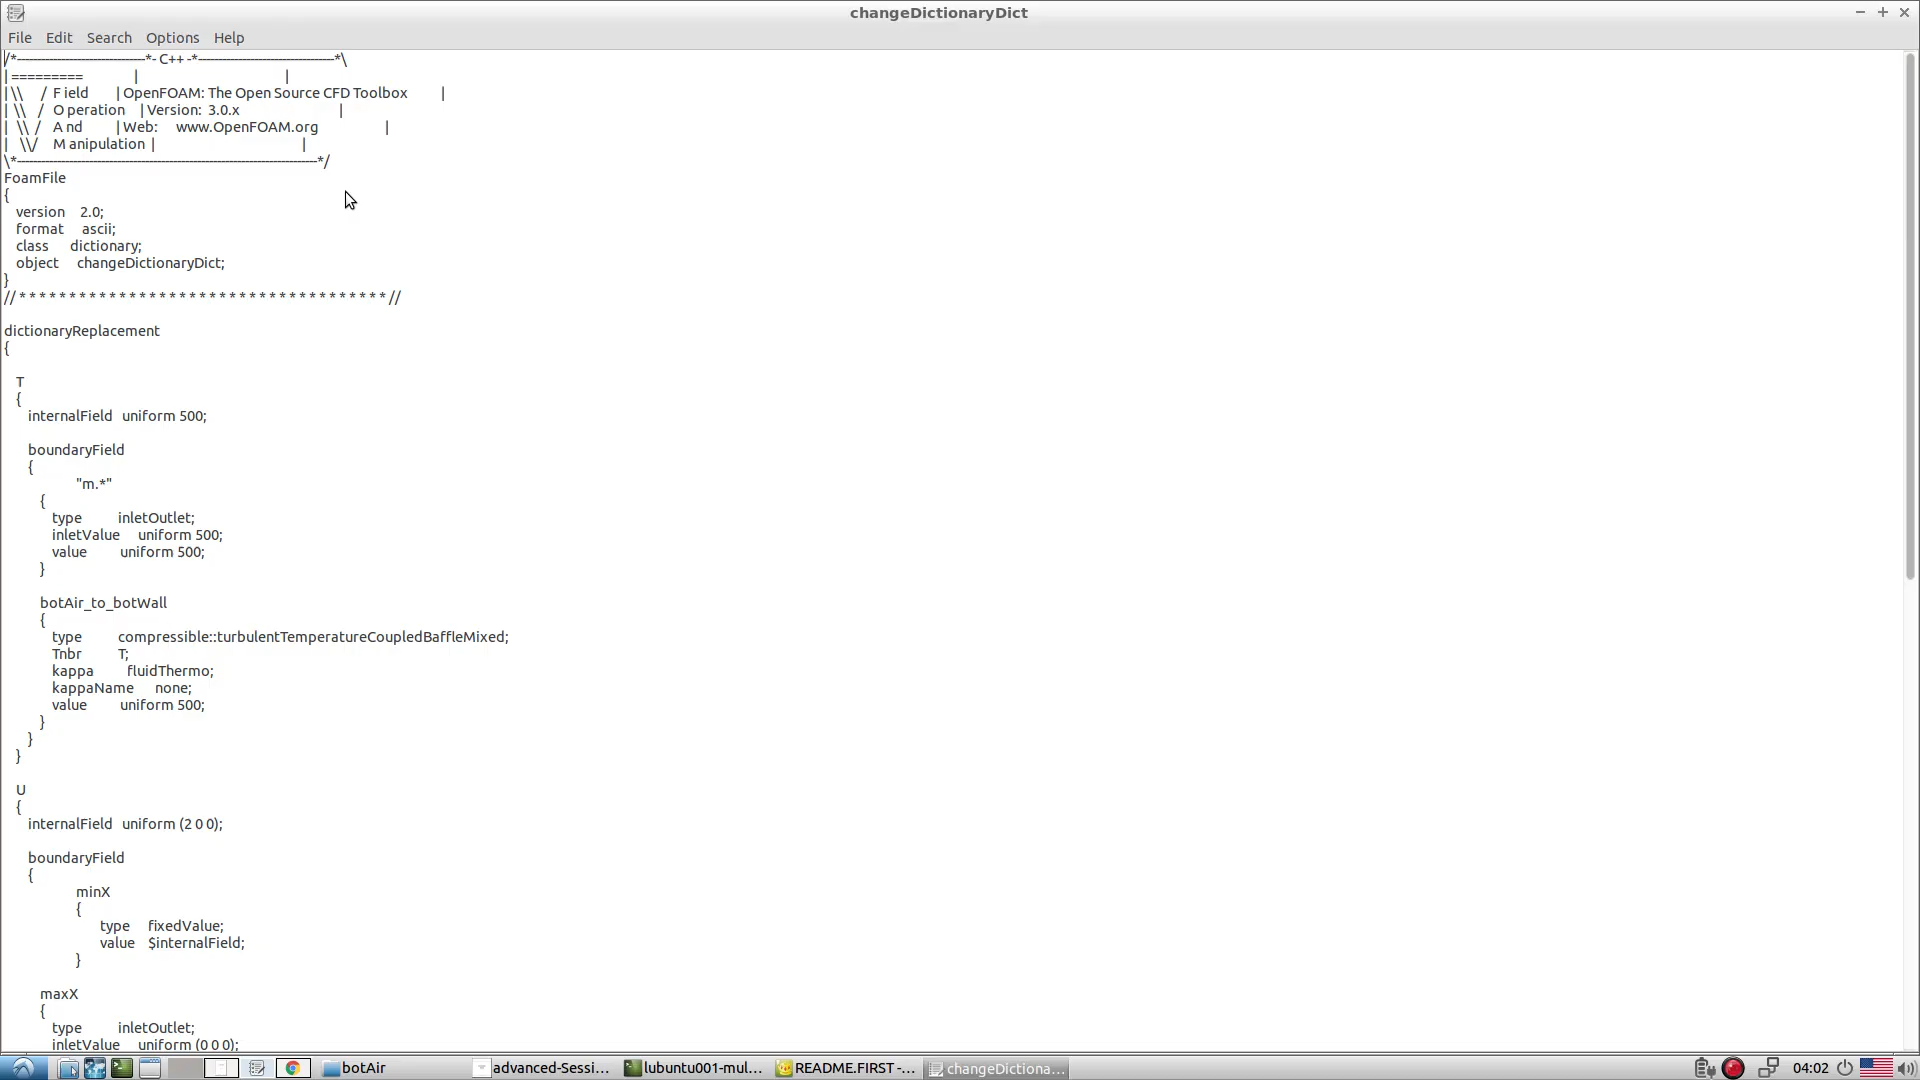 changeDictionaryDict
File Edit Search Options Help
/*--------------------------------*- C++ -*----------------------------------*\
| ========= | |
| \\ / F ield | OpenFOAM: The Open Source CFD Toolbox |
| \\ / O peration | Version: 3.0.x |
| \\ / A nd | Web: www.OpenFOAM.org |
| \\/ M anipulation | |
\*---------------------------------------------------------------------------*/
FoamFile
{
version 2.0;
format ascii;
class dictionary;
object changeDictionaryDict;
}
// * * * * * * * * * * * * * * * * * * * * * * * * * * * * * * * * * * * * * //
dictionaryReplacement
{
T
{
internalField uniform 500;
boundaryField
{
"m.*"
{
type inletOutlet;
inletValue uniform 500;
value uniform 500;
}
botAir_to_botWall
{
type compressible::turbulentTemperatureCoupledBaffleMixed;
Tnbr T;
kappa fluidThermo;
kappaName none;
value uniform 500;
}
}
}
U
{
internalField uniform (2 0 0);
boundaryField
{
minX
{
type fixedValue;
value $internalField;
}
maxX
{
type inletOutlet;
inletValue uniform (0 0 0);
botAir advanced-Sessi... lubuntu001-mul... README.FIRST -... changeDictiona... 04:02